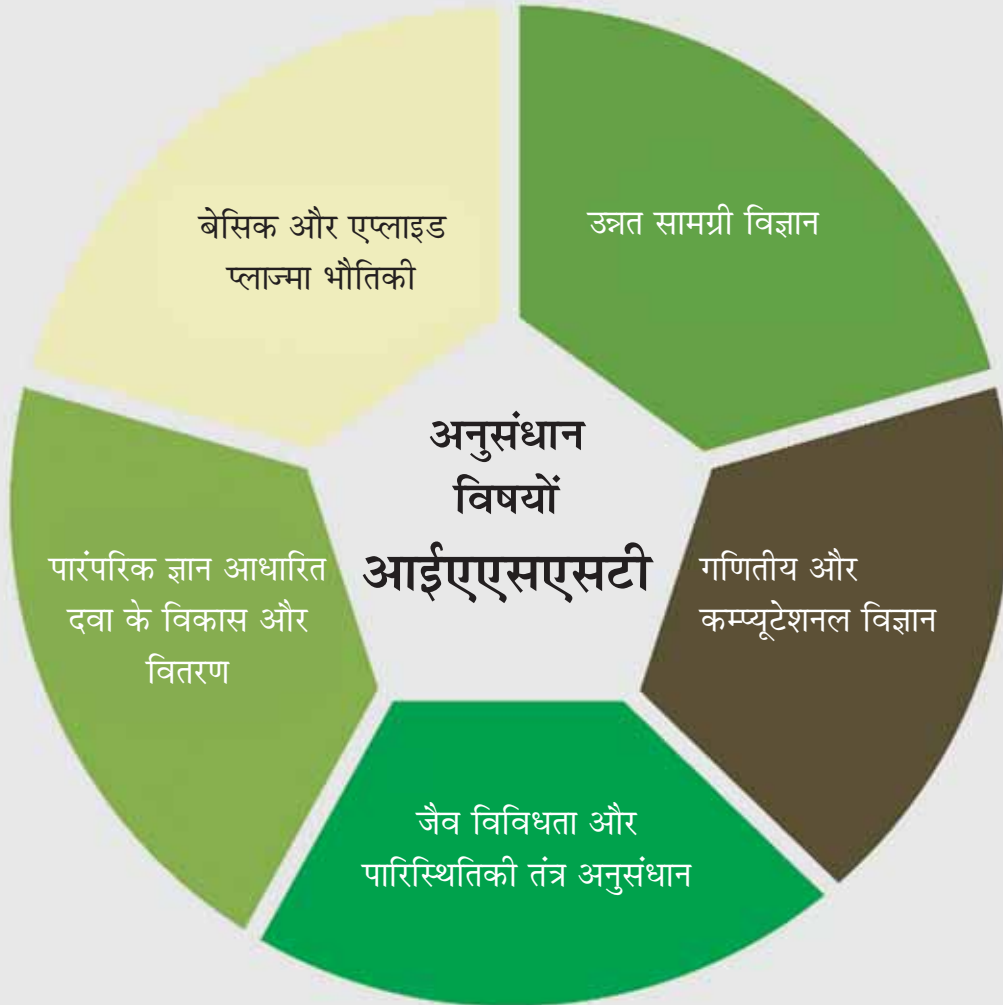 बेसिक और एप्लाइड
प्लाज्मा भौतिकी
उन्नत सामग्री विज्ञान
अनुसंधान
विषयों
आईएएसएसटी
पारंपरिक ज्ञान आधारित
दवा के विकास और
वितरण
गणितीय और
कम्प्यूटेशनल विज्ञान
जैव विविधता और
पारिस्थितिकी तंत्र अनुसंधान